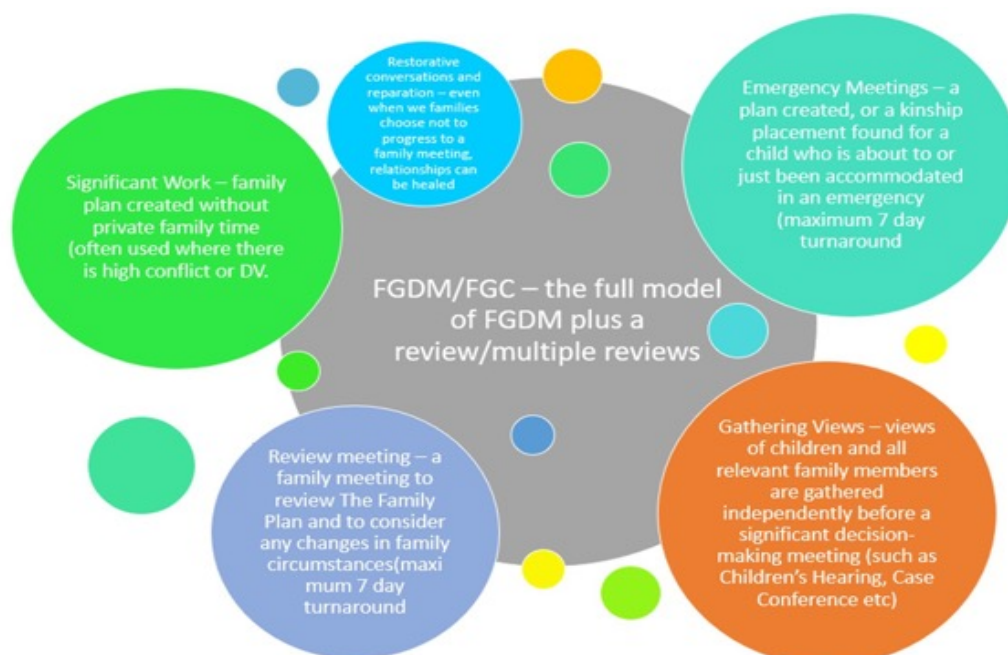 Restorative
conversations and
reparation – even
when we families
choose not to
progress to a
family meeting,
relationships can
be healed
Emergency Meetings – a
plan created, or a kinship
placement found for a
child who is about to or
just been accommodated
in an emergency
(maximum 7 day
turnaround
Significant Work – family
plan created without
private family time
(often used where there
is high conflict or DV.
FGDM/FGC – the full model
of FGDM plus a
review/multiple reviews
Review meeting – a
family meeting to
review The Family
Plan and to consider
any changes in family
circumstances(maxi
mum 7 day
turnaround
Gathering Views – views
of children and all
relevant family members
are gathered
independently before a
significant decision-
making meeting (such as
Children's Hearing, Case
Conference etc)